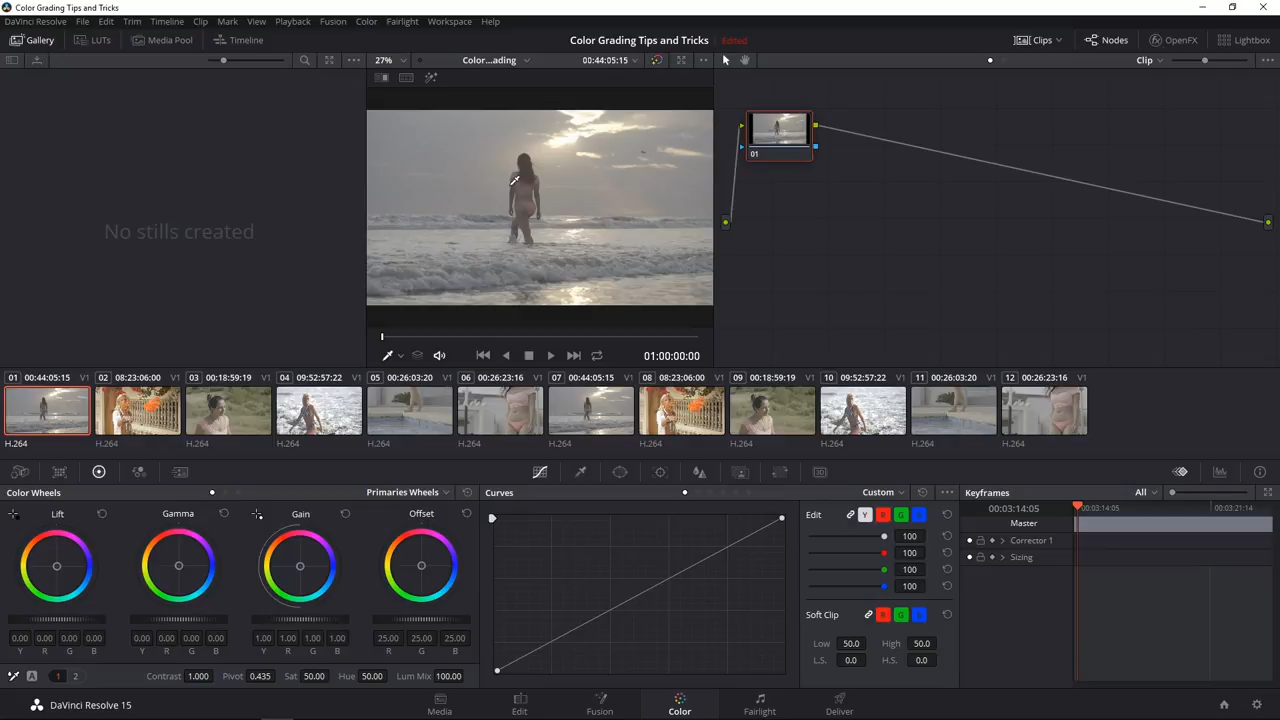 Color Grading Tips and Tricks
DaVinci Resolve File Edit Trim Timeline Clip Mark View Playback Fusion Color Fairlight Workspace Help
Gallery LUTs Media Pool Timeline Color Grading Tips and Tricks Edited Clips Nodes OpenFX Lightbox
27% Color...ading 00:44:05:15 Clip
01
No stills created
01:00:00:00
01 00:44:05:15 V1 02 08:23:06:00 V1 03 00:18:59:19 V1 04 09:52:57:22 V1 05 00:26:03:20 V1 06 00:26:23:16 V1 07 00:44:05:15 V1 08 08:23:06:00 V1 09 00:18:59:19 V1 10 09:52:57:22 V1 11 00:26:03:20 V1 12 00:26:23:16 V1
H.264 H.264 H.264 H.264 H.264 H.264 H.264 H.264 H.264 H.264 H.264 H.264
Color Wheels Primaries Wheels Curves Custom Keyframes All
Lift Gamma Gain Offset Edit Y R G B 00:03:14:05 00:03:14:05 00:03:21:14
Master
100
100 Corrector 1
100 Sizing
100
Soft Clip R G B
0.00 0.00 0.00 0.00 0.00 0.00 0.00 0.00 1.00 1.00 1.00 1.00 25.00 25.00 25.00 Low 50.0 High 50.0
Y R G B Y R G B Y R G B R G B L.S. 0.0 H.S. 0.0
A 1 2 Contrast 1.000 Pivot 0.435 Sat 50.00 Hue 50.00 Lum Mix 100.00
DaVinci Resolve 15 Media Edit Fusion Color Fairlight Deliver